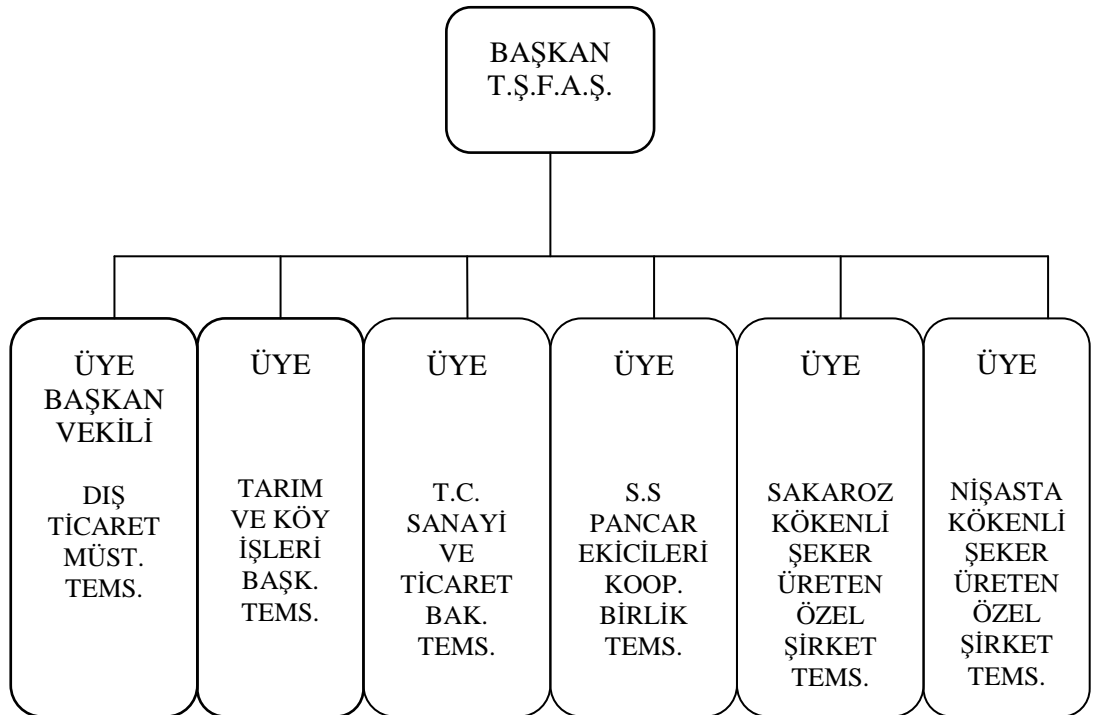 BAŞKAN
T.Ş.F.A.Ş.
ÜYE
BAŞKAN
VEKİLİ
DIŞ
TİCARET
MÜST.
TEMS.
ÜYE
TARIM
VE KÖY
İŞLERİ
BAŞK.
TEMS.
ÜYE
T.C.
SANAYİ
VE
TİCARET
BAK.
TEMS.
ÜYE
S.S
PANCAR
EKİCİLERİ
KOOP.
BİRLİK
TEMS.
ÜYE
SAKAROZ
KÖKENLİ
ŞEKER
ÜRETEN
ÖZEL
ŞİRKET
TEMS.
ÜYE
NİŞASTA
KÖKENLİ
ŞEKER
ÜRETEN
ÖZEL
ŞİRKET
TEMS.